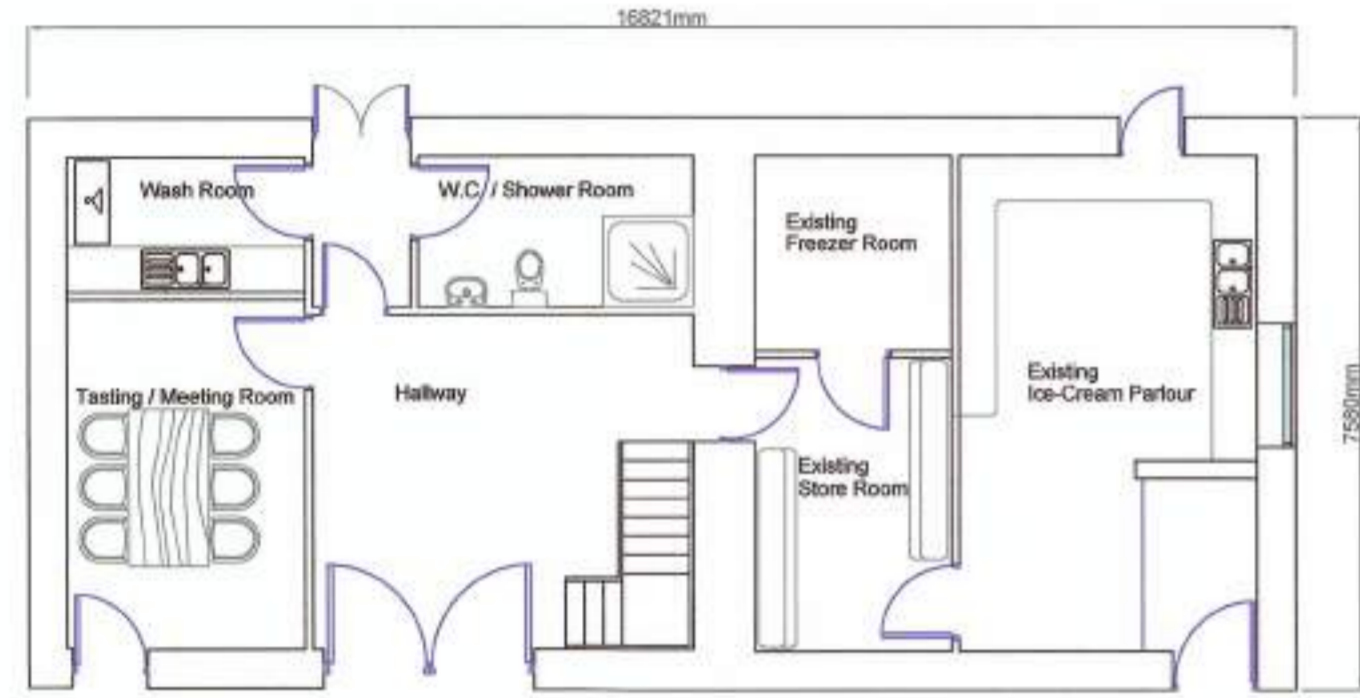 16821mm
Wash Room
W.C. / Shower Room
Existing
Freezer Room
Existing
Ice-Cream Parlour
7580mm
Tasting / Meeting Room
Hallway
Existing
Store Room